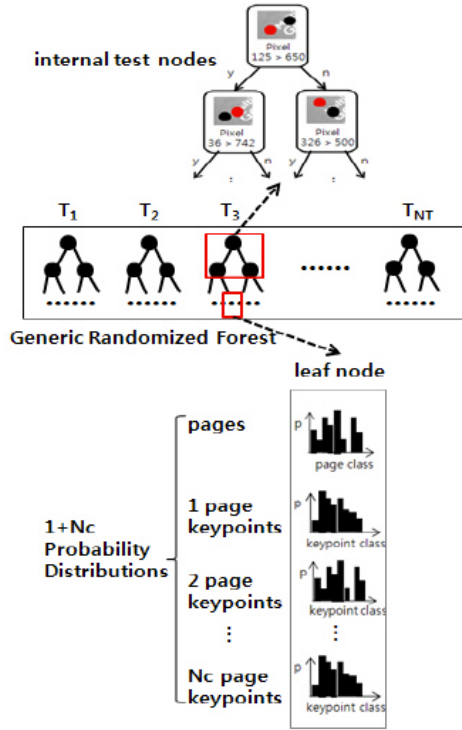 internal test nodes
Pixel
125 > 650
y
n
Pixel
36 > 742
Pixel
326 > 500
y
n
y
n
T1
T2
T3
TNT
......
......
......
......
......
Generic Randomized Forest
leaf node
pages
p
page class
1 page
keypoints
p
keypoint class
1+Nc
Probability
Distributions
2 page
keypoints
p
keypoint class
⋮
⋮
Nc page
keypoints
p
keypoint class